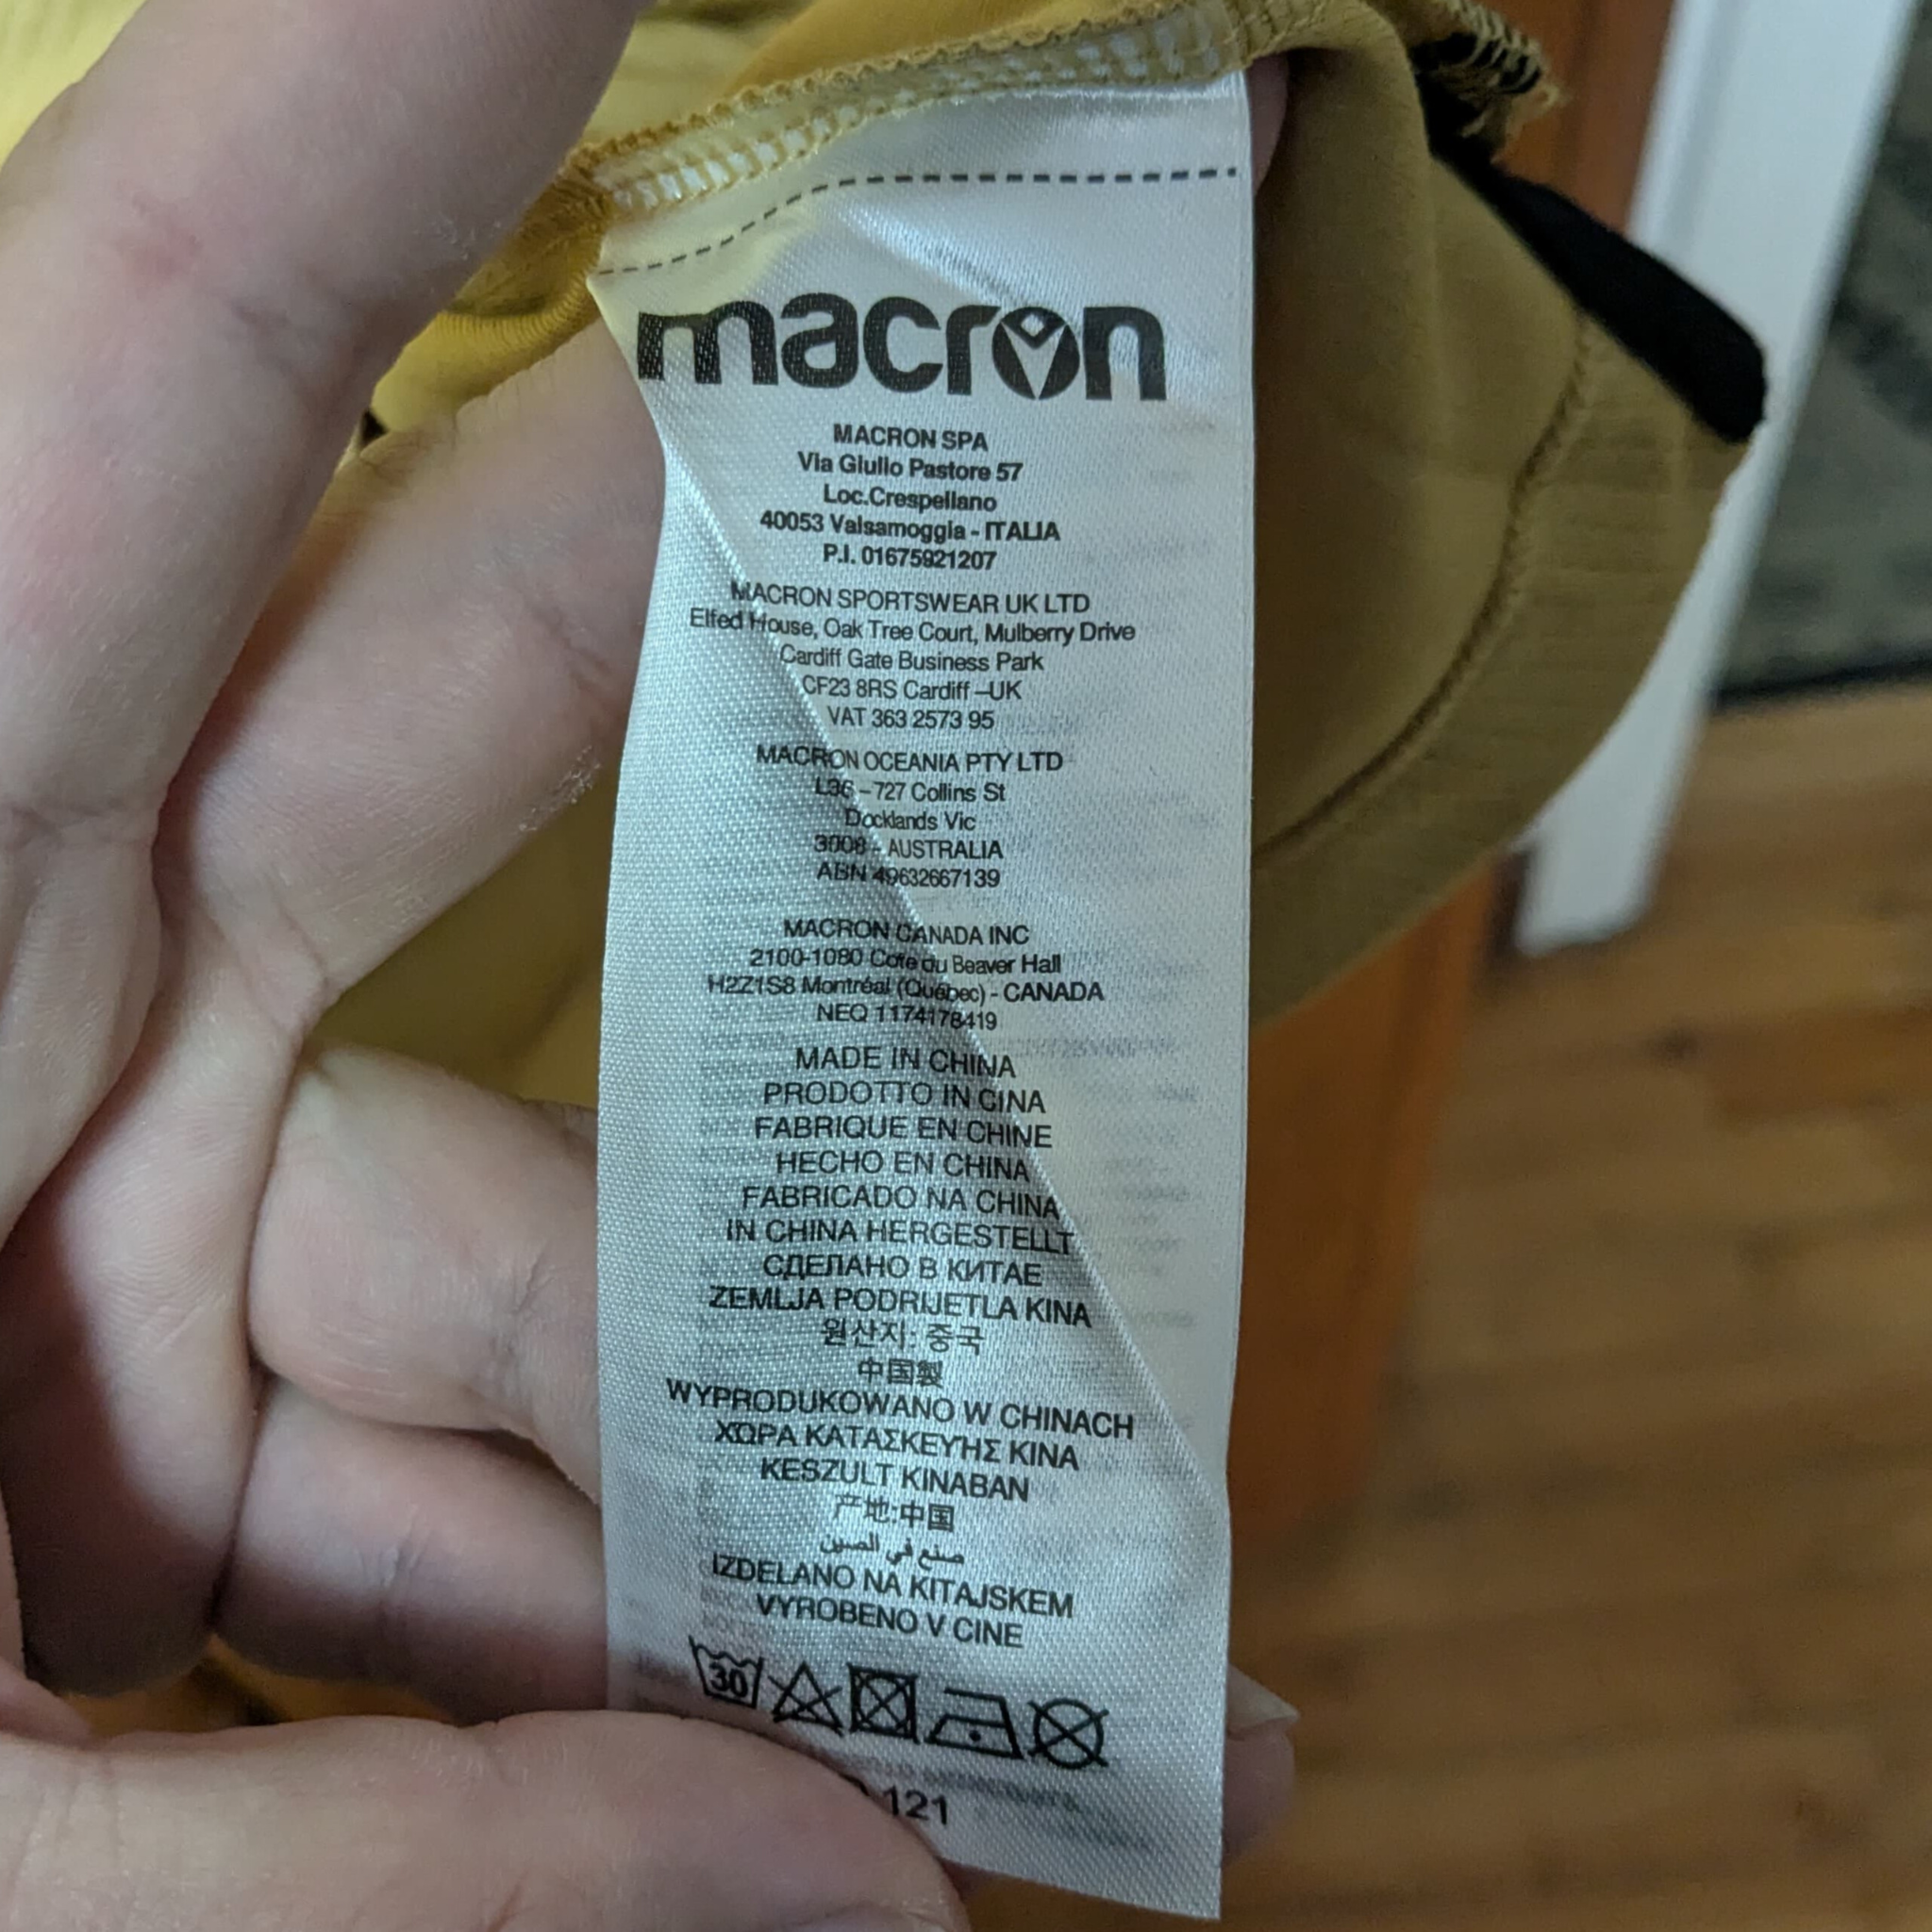 macron
MACRON SPA
Via Giulio Pastore 57
Loc.Crespellano
40053 Valsamoggia - ITALIA
P.I. 01675921207
MACRON SPORTSWEAR UK LTD
Elfed House, Oak Tree Court, Mulberry Drive
Cardiff Gate Business Park
CF23 8RS Cardiff –UK
VAT 363 2573 95
MACRON OCEANIA PTY LTD
L36 – 727 Collins St
Docklands Vic
3008 - AUSTRALIA
ABN 49632667139
MACRON CANADA INC
2100-1080 Cote du Beaver Hall
H2Z1S8 Montréal (Québec) - CANADA
NEQ 1174178419
MADE IN CHINA
PRODOTTO IN CINA
FABRIQUE EN CHINE
HECHO EN CHINA
FABRICADO NA CHINA
IN CHINA HERGESTELLT
СДЕЛАНО В КИТАЕ
ZEMLJA PODRIJETLA KINA
원산지: 중국
中国製
WYPRODUKOWANO W CHINACH
ΧΩΡΑ ΚΑΤΑΣΚΕΥΉΣ ΚΙΝΑ
KESZULT KINABAN
产地:中国
صنع في الصين
IZDELANO NA KITAJSKEM
VYROBENO V CINE
30
121